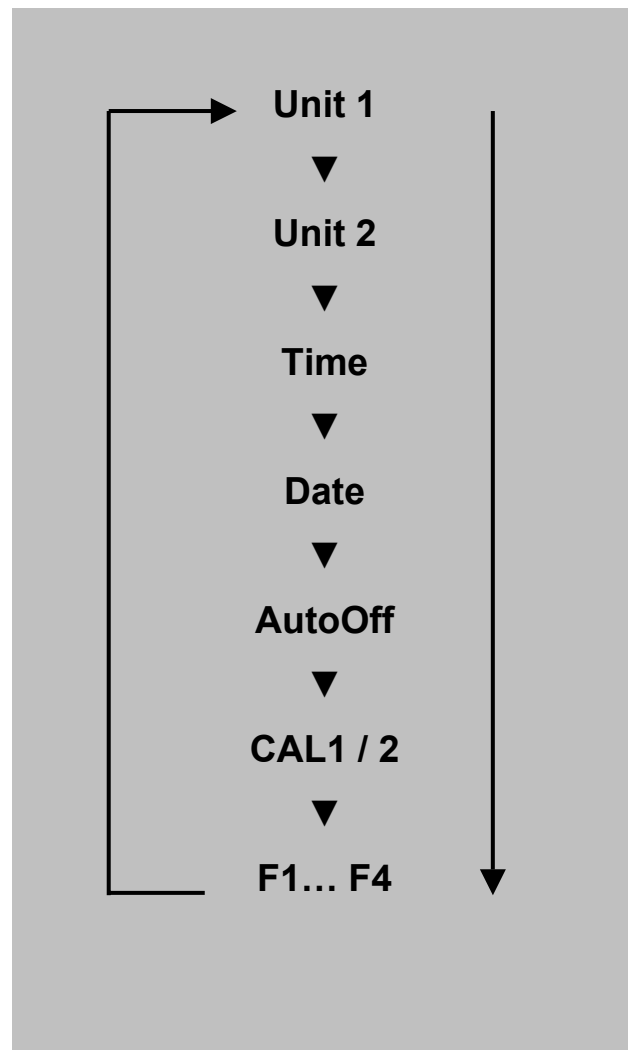 Unit 1
Unit 2
Time
Date
AutoOff
CAL1 / 2
F1… F4